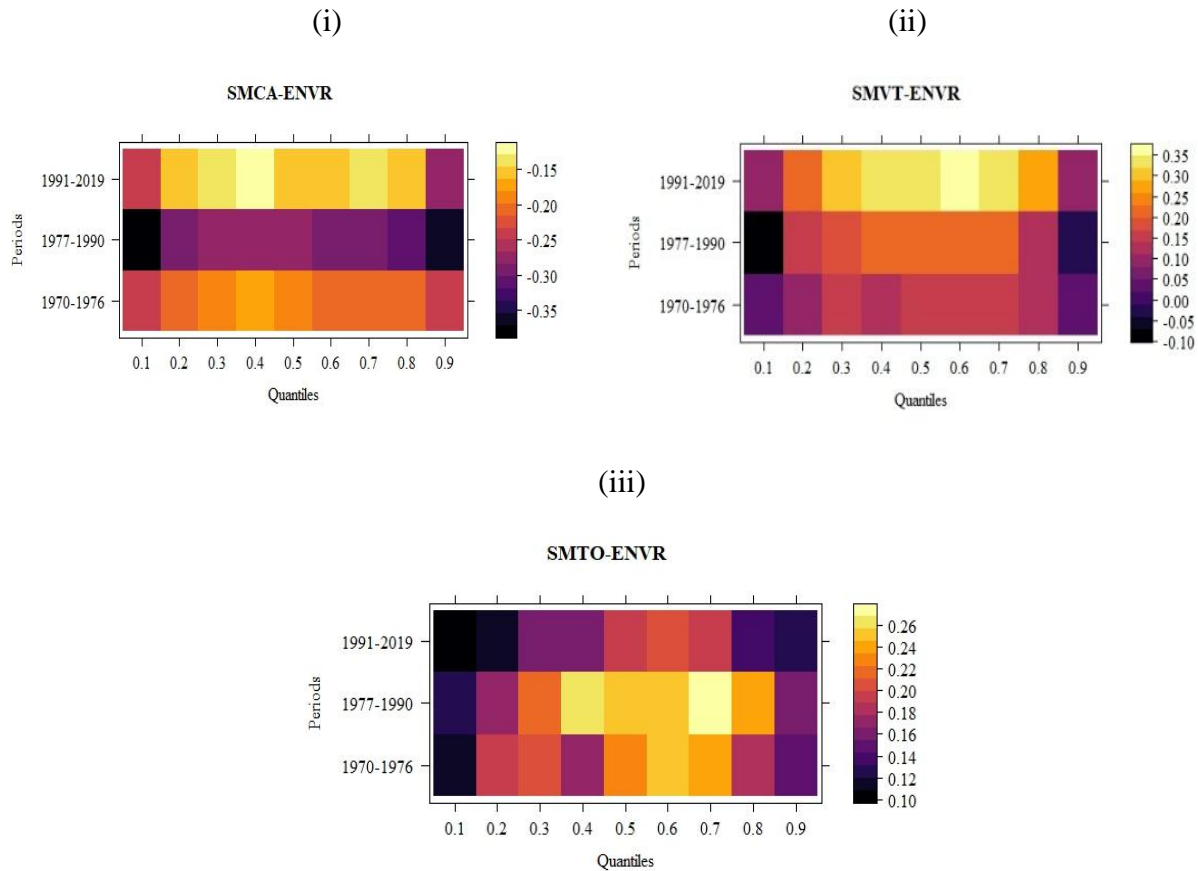 (i)
SMCA-ENVR
Periods
1991-2019
1977-1990
1970-1976
0.1 0.2 0.3 0.4 0.5 0.6 0.7 0.8 0.9
Quantiles
-0.15
-0.20
-0.25
-0.30
-0.35
(ii)
SMVT-ENVR
Periods
1991-2019
1977-1990
1970-1976
0.1 0.2 0.3 0.4 0.5 0.6 0.7 0.8 0.9
Quantiles
0.35
0.30
0.25
0.20
0.15
0.10
0.05
0.00
-0.05
-0.10
(iii)
SMTO-ENVR
Periods
1991-2019
1977-1990
1970-1976
0.1 0.2 0.3 0.4 0.5 0.6 0.7 0.8 0.9
Quantiles
0.26
0.24
0.22
0.20
0.18
0.16
0.14
0.12
0.10